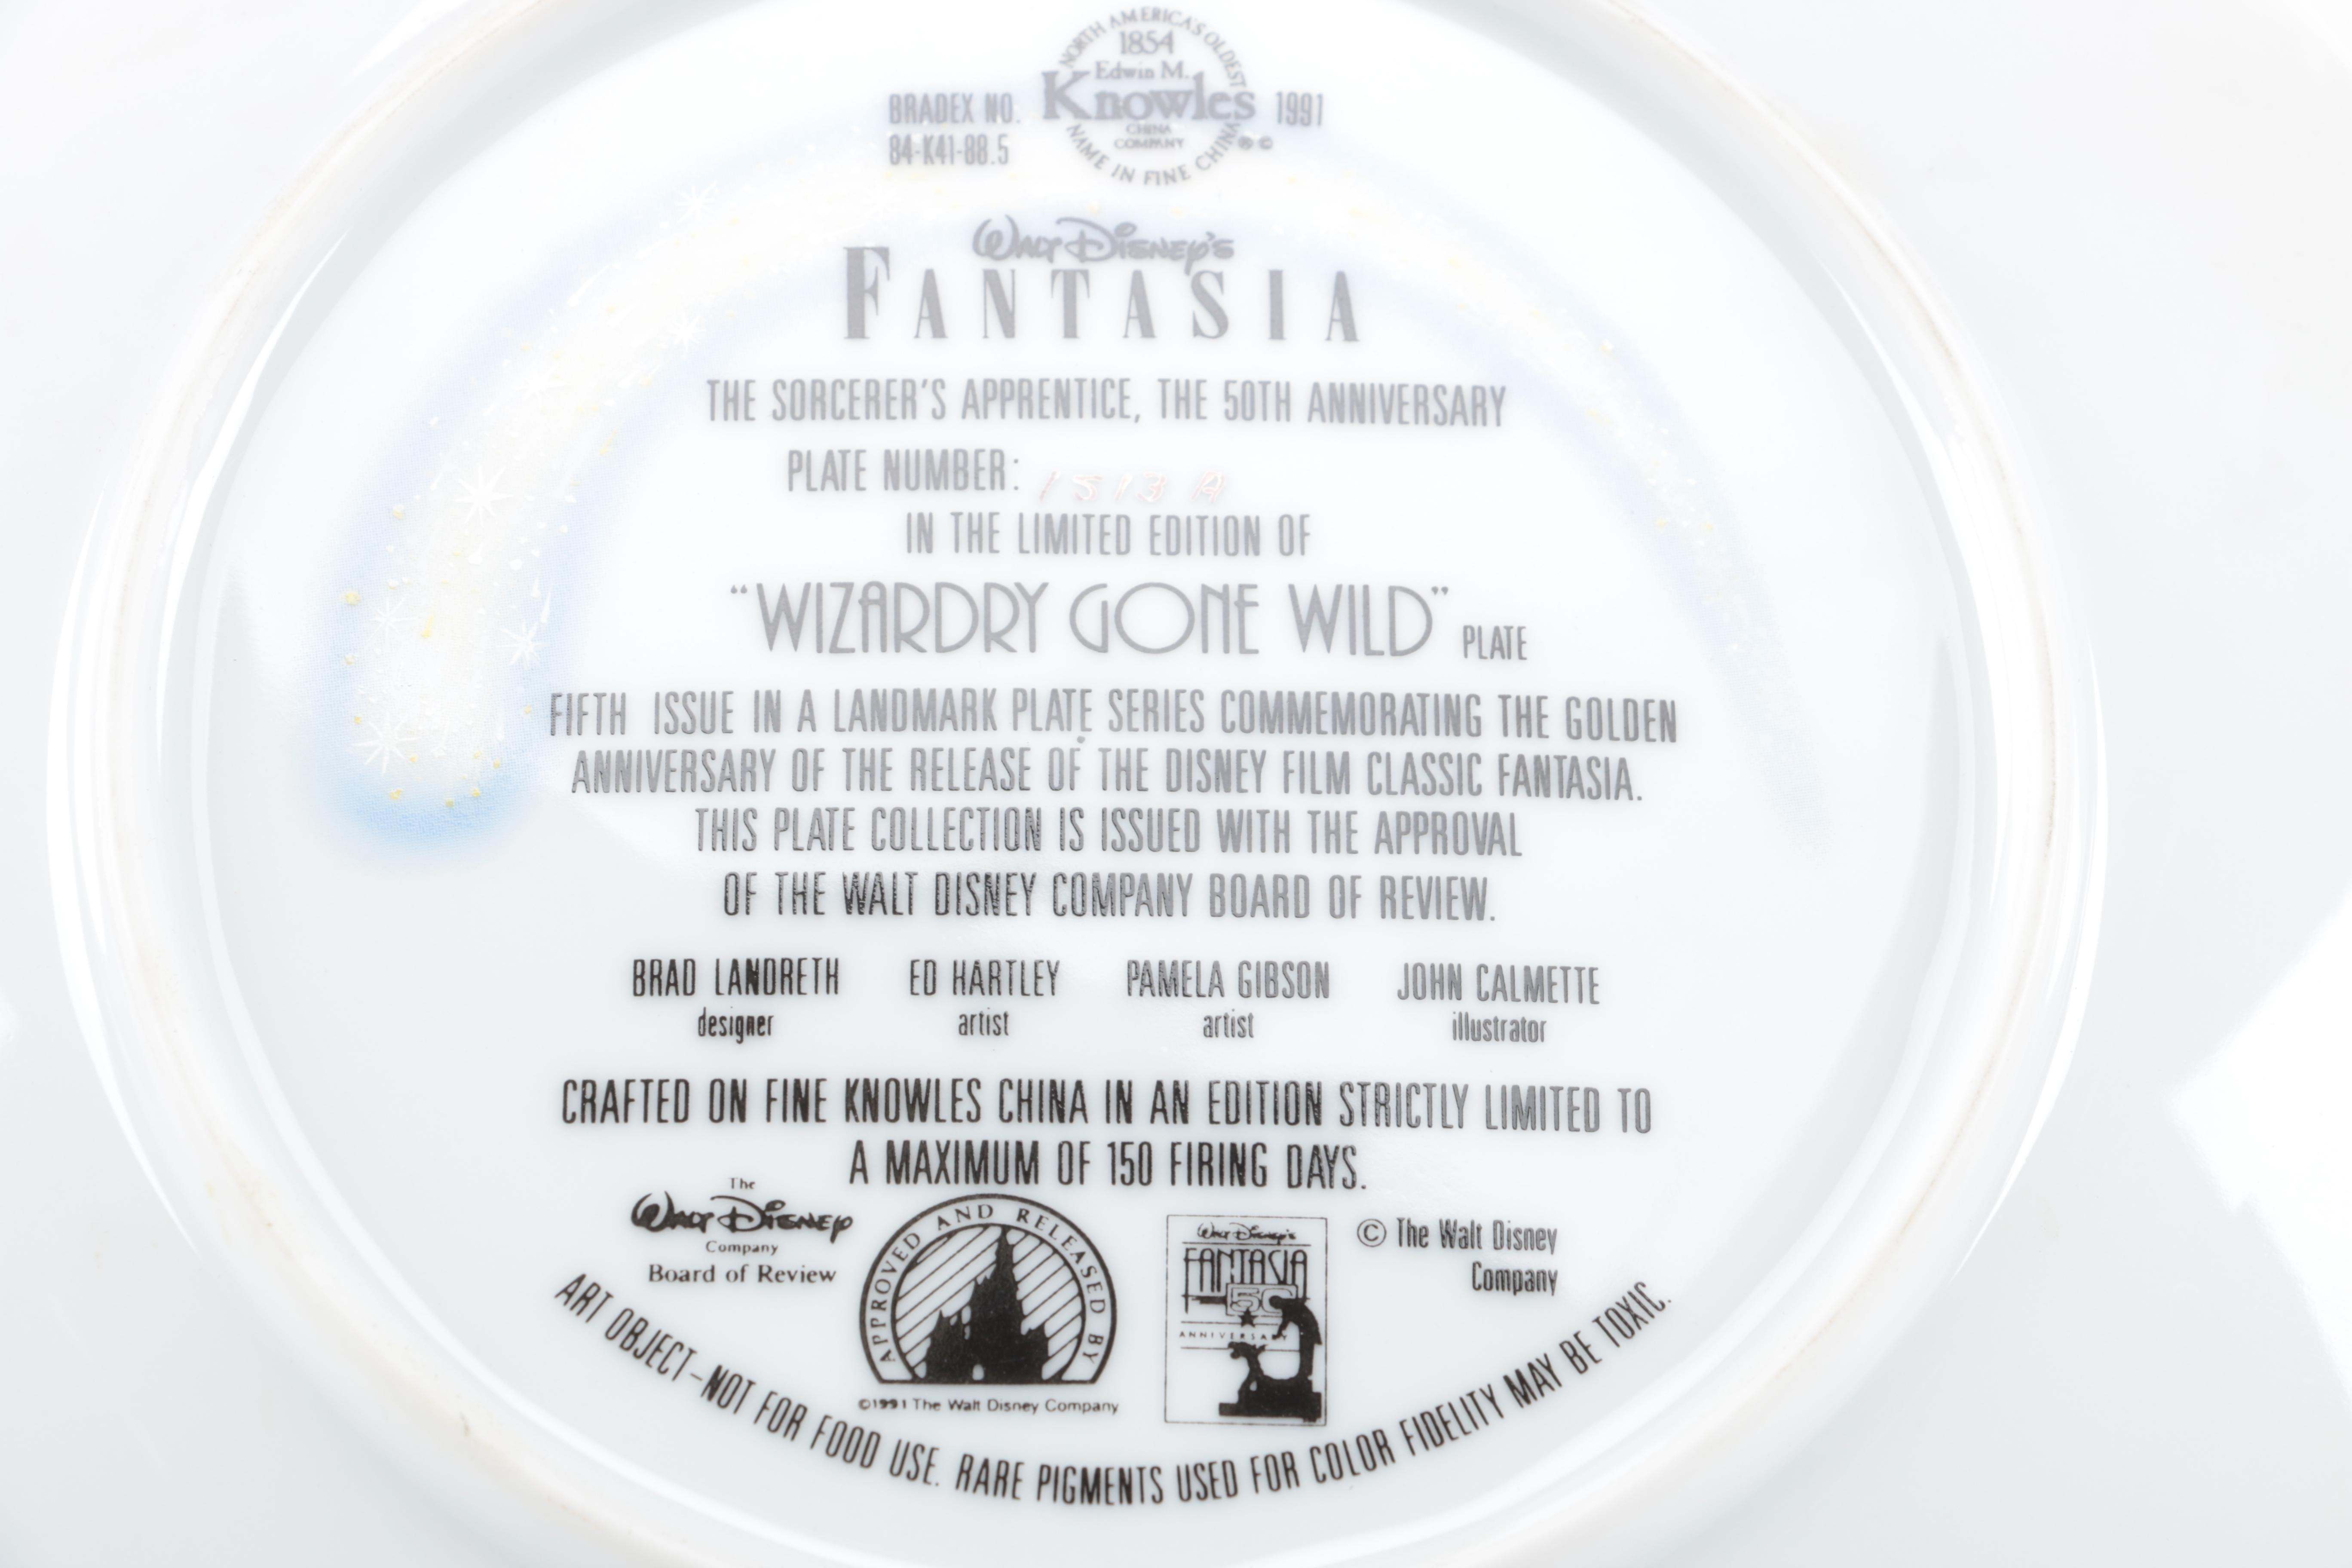 NORTH AMERICA'S OLDEST
1854
Edwin M.
Knowles
CHINA
COMPANY
NAME IN FINE CHINA
® ©
BRADEX NO.
84-K41-88.5
1991
WALT DISNEY'S
FANTASIA
THE SORCERER'S APPRENTICE, THE 50TH ANNIVERSARY
PLATE NUMBER: 1513 A
IN THE LIMITED EDITION OF
“WIZARDRY GONE WILD” PLATE
FIFTH ISSUE IN A LANDMARK PLATE SERIES COMMEMORATING THE GOLDEN
ANNIVERSARY OF THE RELEASE OF THE DISNEY FILM CLASSIC FANTASIA.
THIS PLATE COLLECTION IS ISSUED WITH THE APPROVAL
OF THE WALT DISNEY COMPANY BOARD OF REVIEW.
BRAD LANDRETH ED HARTLEY PAMELA GIBSON JOHN CALMETTE
designer artist artist illustrator
CRAFTED ON FINE KNOWLES CHINA IN AN EDITION STRICTLY LIMITED TO
A MAXIMUM OF 150 FIRING DAYS.
The
WALT DISNEY
Company
Board of Review
APPROVED AND RELEASED BY
©1991 The Walt Disney Company
Walt Disney's
FANTASIA
50
ANNIVERSARY
© The Walt Disney
Company
ART OBJECT–NOT FOR FOOD USE. RARE PIGMENTS USED FOR COLOR FIDELITY MAY BE TOXIC.